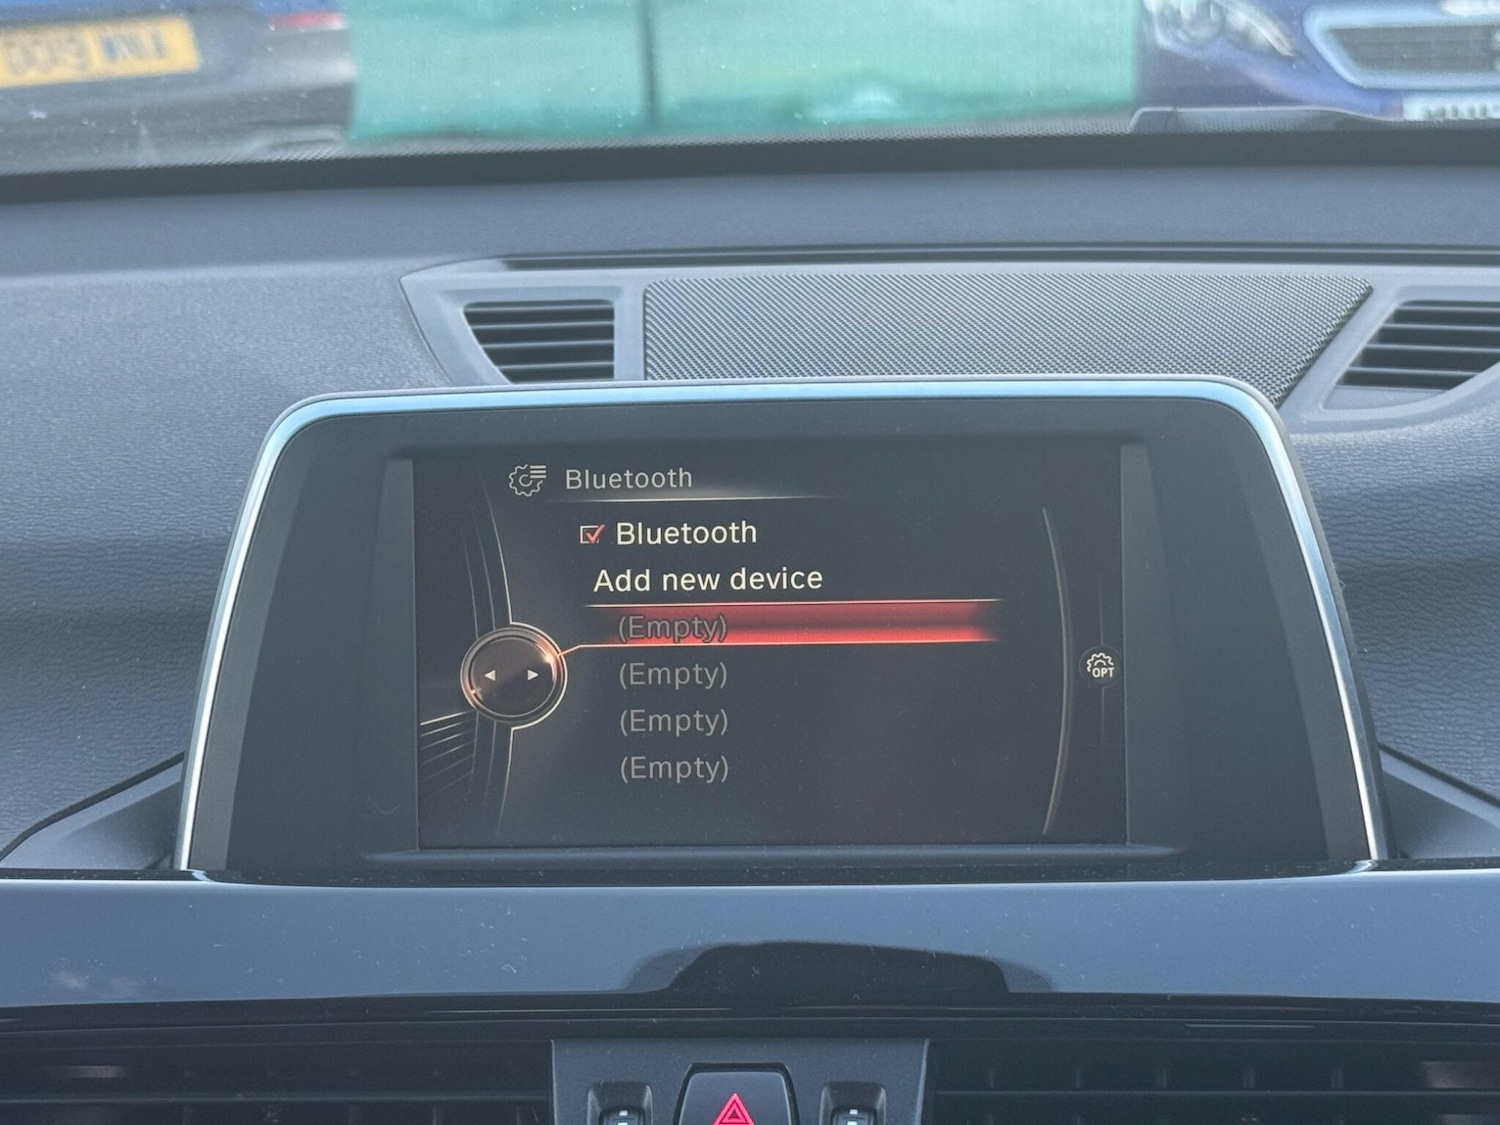 Bluetooth
Bluetooth
Add new device
(Empty)
(Empty)
OPT
(Empty)
(Empty)